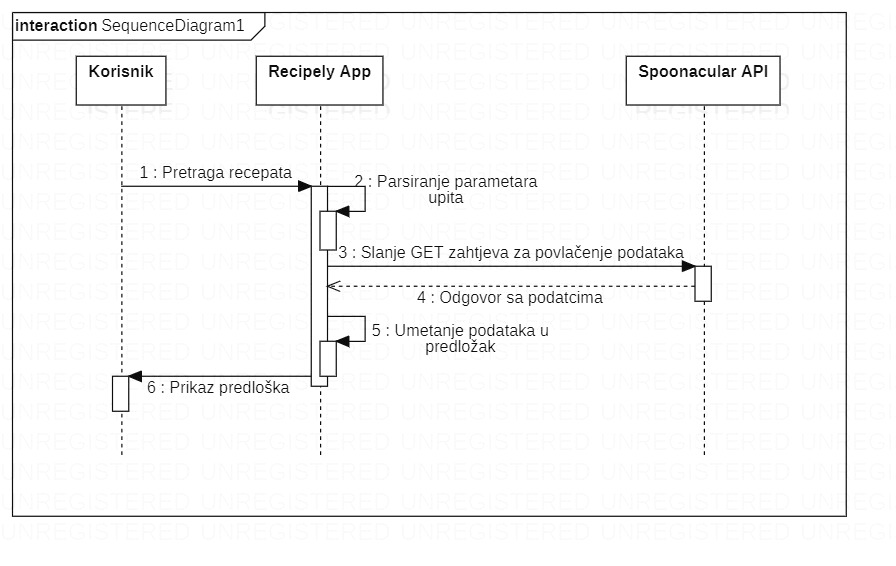 interaction SequenceDiagram1
Korisnik
Recipely App
Spoonacular API
1 : Pretraga recepata
2 : Parsiranje parametara
upita
3 : Slanje GET zahtjeva za povlačenje podataka
4 : Odgovor sa podatcima
5 : Umetanje podataka u
predložak
6 : Prikaz predloška
UNREGISTERED